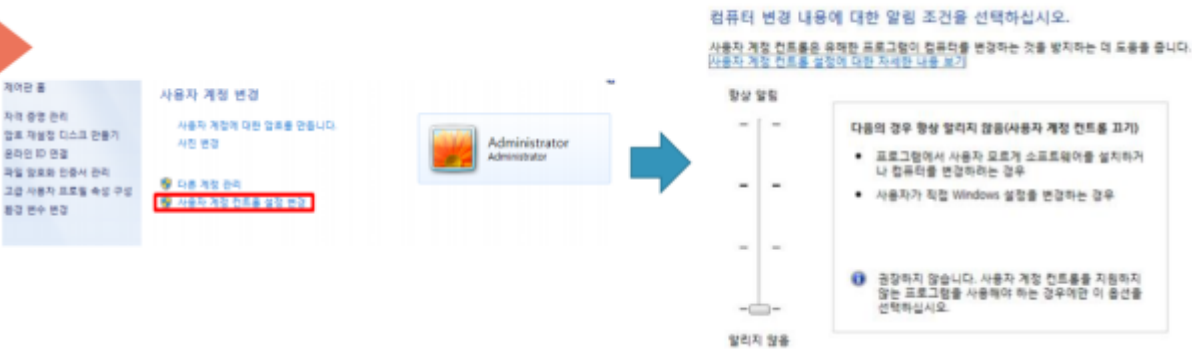 제어판 홈
자격 증명 관리
암호 재설정 디스크 만들기
온라인 ID 연결
파일 암호화 인증서 관리
고급 사용자 프로필 속성 구성
환경 변수 변경
사용자 계정 변경
사용자 계정에 대한 암호를 만듭니다.
사진 변경
다른 계정 관리
사용자 계정 컨트롤 설정 변경
Administrator
Administrator
컴퓨터 변경 내용에 대한 알림 조건을 선택하십시오.
사용자 계정 컨트롤은 유해한 프로그램이 컴퓨터를 변경하는 것을 방지하는 데 도움을 줍니다.
사용자 계정 컨트롤 설정에 대한 자세한 내용 보기
항상 알림
다음의 경우 항상 알리지 않음(사용자 계정 컨트롤 끄기)
• 프로그램에서 사용자 모르게 소프트웨어를 설치하거
나 컴퓨터를 변경하려는 경우
• 사용자가 직접 Windows 설정을 변경하는 경우
권장하지 않습니다. 사용자 계정 컨트롤을 지원하지
않는 프로그램을 사용해야 하는 경우에만 이 옵션을
선택하십시오.
알리지 않음